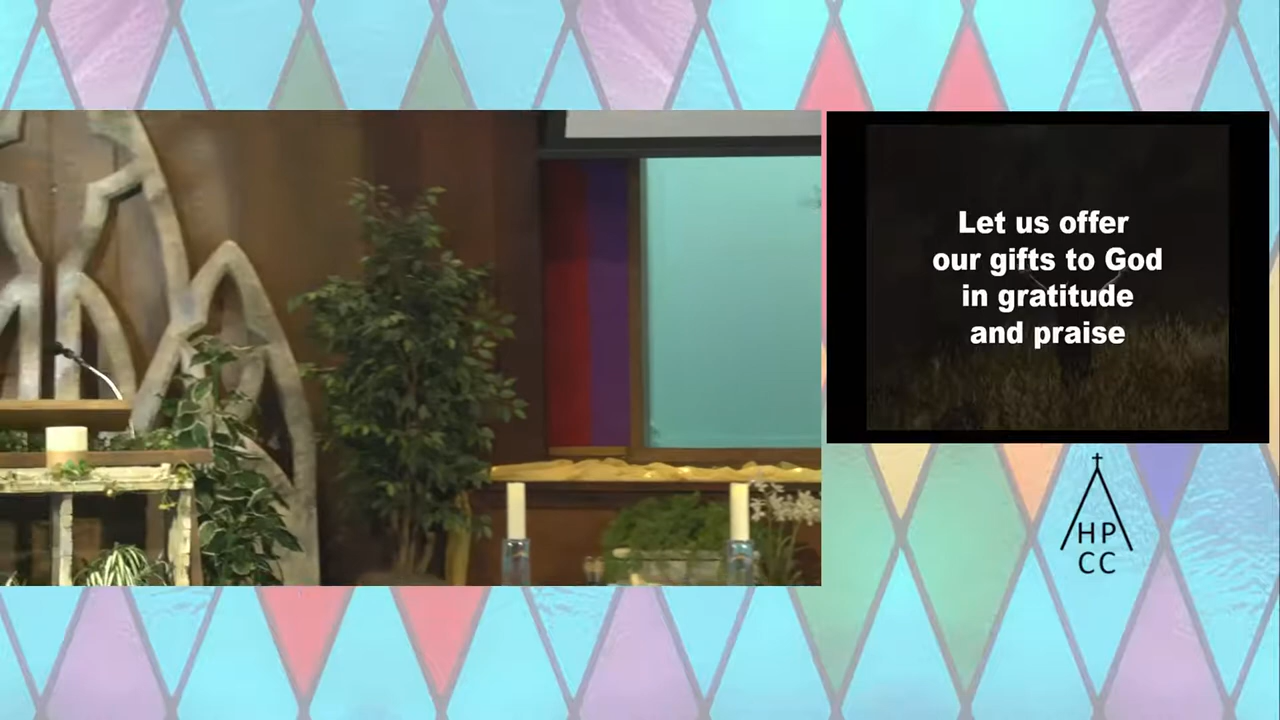 Let us offer
our gifts to God
in gratitude
and praise
HP
CC